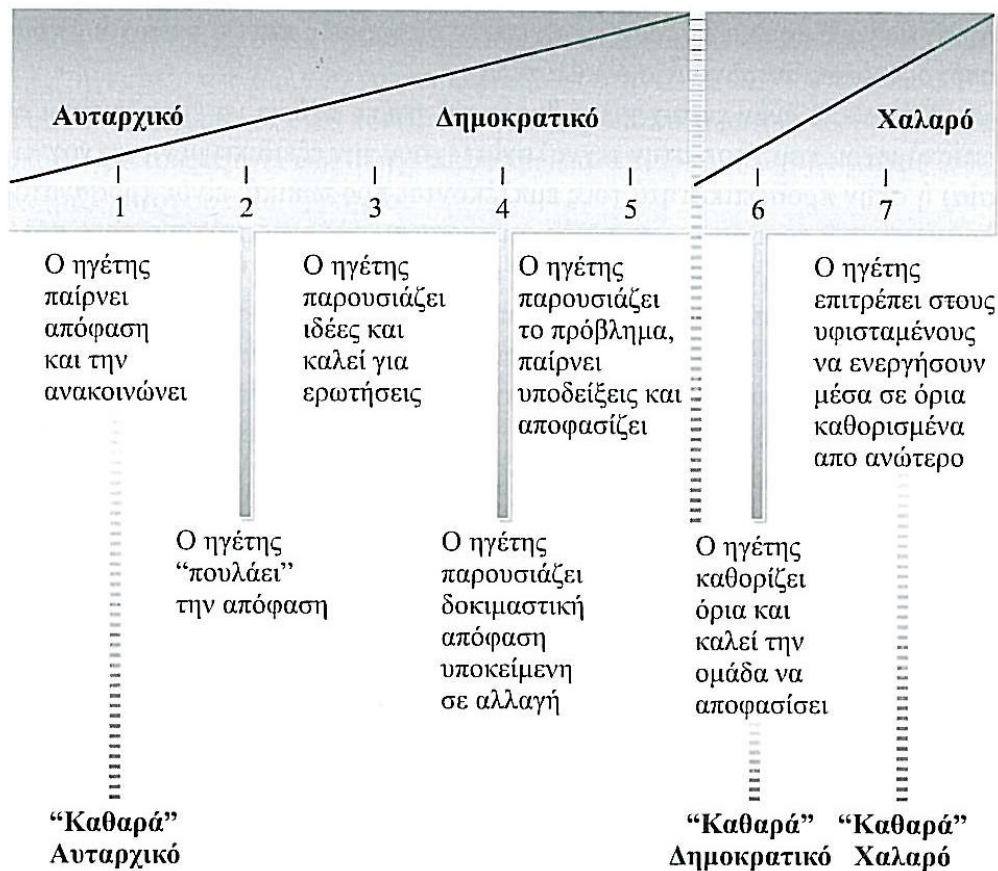 Αυταρχικό
Δημοκρατικό
Χαλαρό
1
2
3
4
5
6
7
Ο ηγέτης
παίρνει
απόφαση
και την
ανακοινώνει
Ο ηγέτης
“πουλάει”
την απόφαση
Ο ηγέτης
παρουσιάζει
ιδέες και
καλεί για
ερωτήσεις
Ο ηγέτης
παρουσιάζει
δοκιμαστική
απόφαση
υποκείμενη
σε αλλαγή
Ο ηγέτης
παρουσιάζει
το πρόβλημα,
παίρνει
υποδείξεις και
αποφασίζει
Ο ηγέτης
καθορίζει
όρια και
καλεί την
ομάδα να
αποφασίσει
Ο ηγέτης
επιτρέπει στους
υφισταμένους
να ενεργήσουν
μέσα σε όρια
καθορισμένα
απο ανώτερο
“Καθαρά”
Αυταρχικό
“Καθαρά”
Δημοκρατικό
“Καθαρά”
Χαλαρό